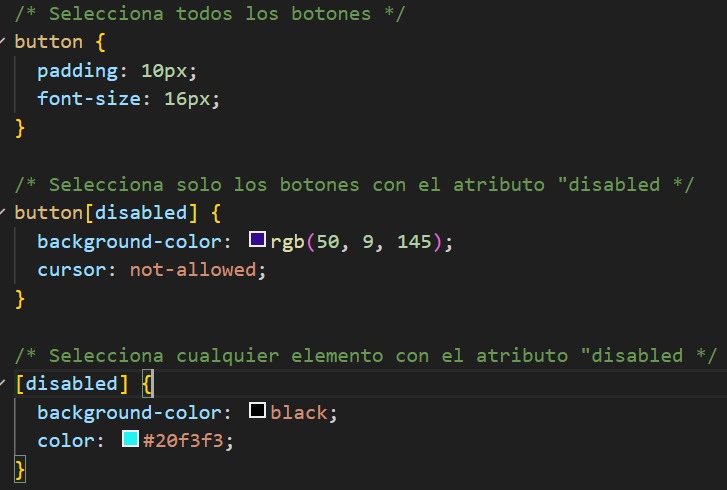 /* Selecciona todos los botones */
button {
    padding: 10px;
    font-size: 16px;
}
/* Selecciona solo los botones con el atributo "disabled */
button[disabled] {
    background-color: rgb(50, 9, 145);
    cursor: not-allowed;
}
/* Selecciona cualquier elemento con el atributo "disabled */
[disabled] {
    background-color: black;
    color: #20f3f3;
}